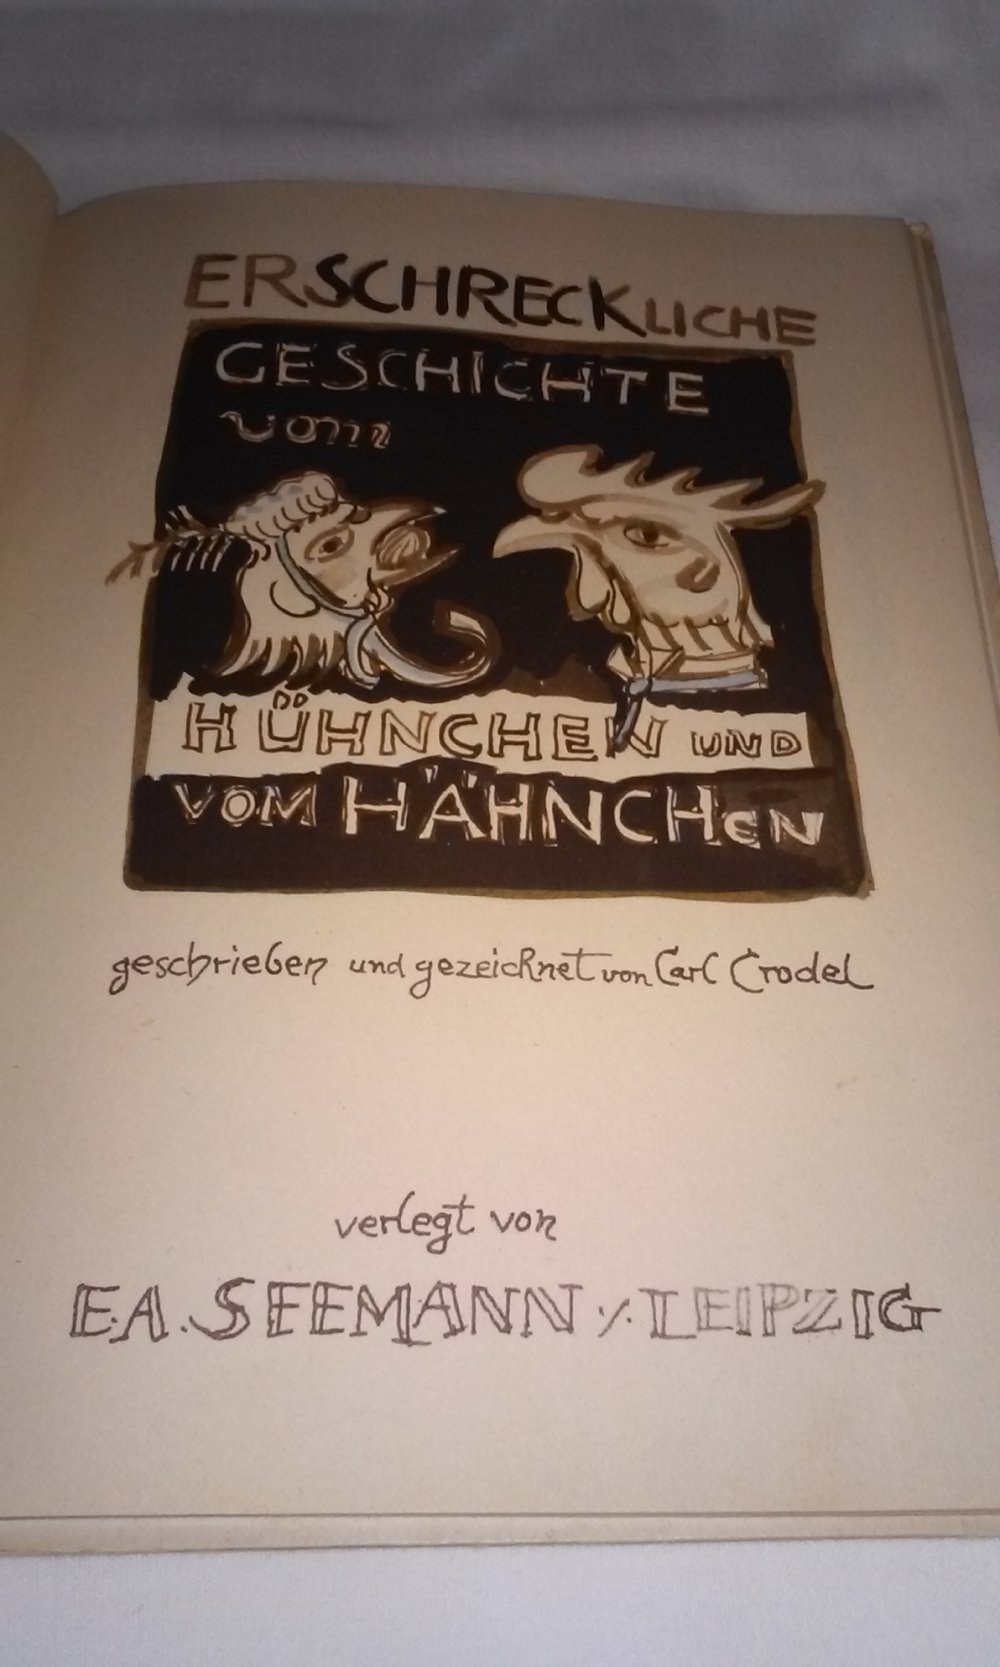 ERSCHRECKLICHE
GESCHICHTE
vom
HÜHNCHEN UND
VOM HÄHNCHEN
geschrieben und gezeichnet von Carl Crodel
verlegt von
E.A. SEEMANN ⁒ LEIPZIG